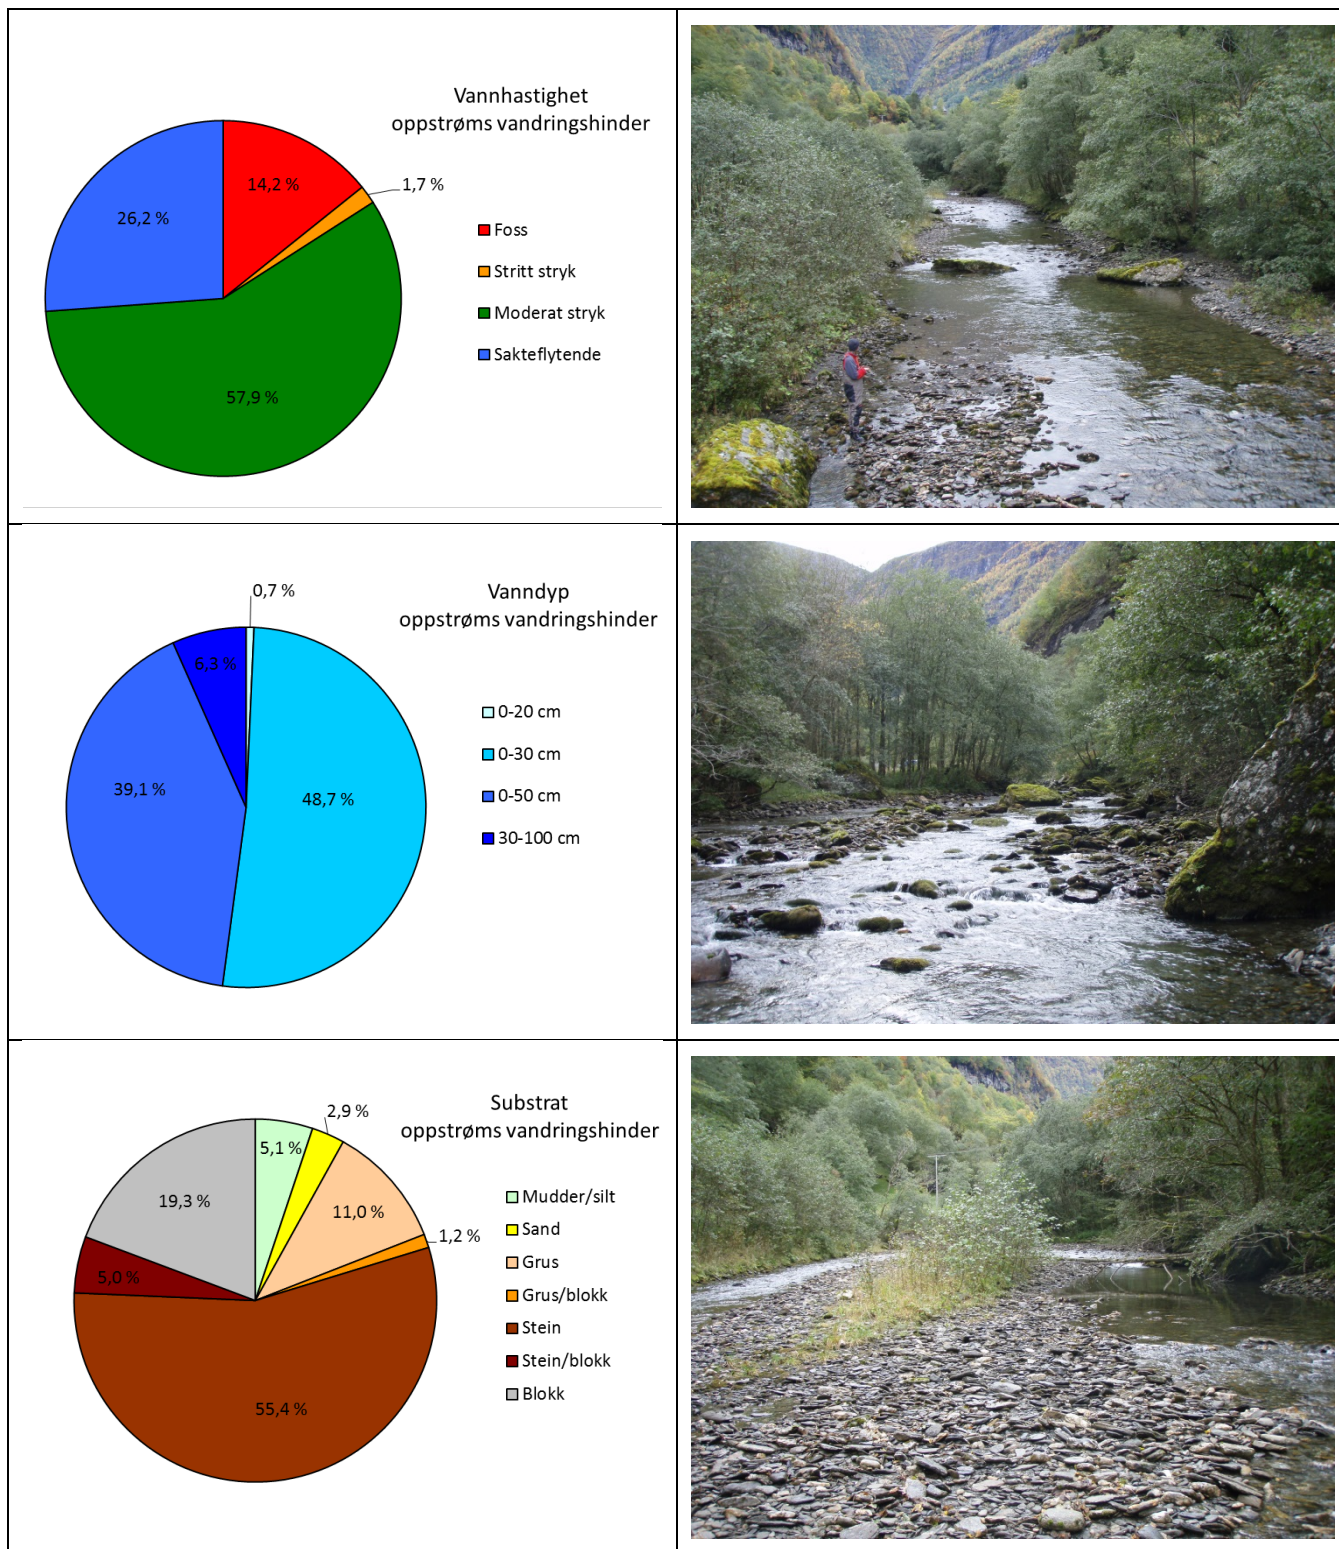 Vannhastighet
oppstrøms vandringshinder
14,2 %
1,7 %
26,2 %
57,9 %
Foss
Stritt stryk
Moderat stryk
Sakteflytende
Vanndyp
oppstrøms vandringshinder
0,7 %
6,3 %
39,1 %
48,7 %
0-20 cm
0-30 cm
0-50 cm
30-100 cm
Substrat
oppstrøms vandringshinder
2,9 %
5,1 %
19,3 %
11,0 %
1,2 %
5,0 %
55,4 %
Mudder/silt
Sand
Grus
Grus/blokk
Stein
Stein/blokk
Blokk